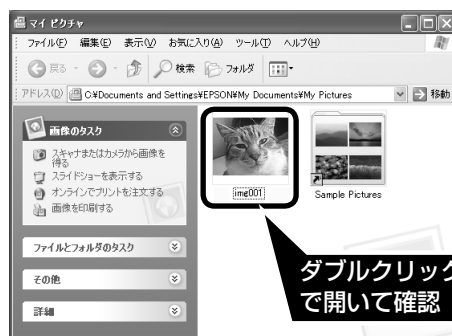 マイ ピクチャ
ファイル(F) 編集(E) 表示(V) お気に入り(A) ツール(T) ヘルプ(H)
戻る 検索 フォルダ
アドレス(D) C:¥Documents and Settings¥EPSON¥My Documents¥My Pictures 移動
画像のタスク
スキャナまたはカメラから画像を
得る
スライドショーを表示する
オンラインでプリントを注文する
画像を印刷する
ファイルとフォルダのタスク
その他
詳細
img001
Sample Pictures
ダブルクリック
で開いて確認